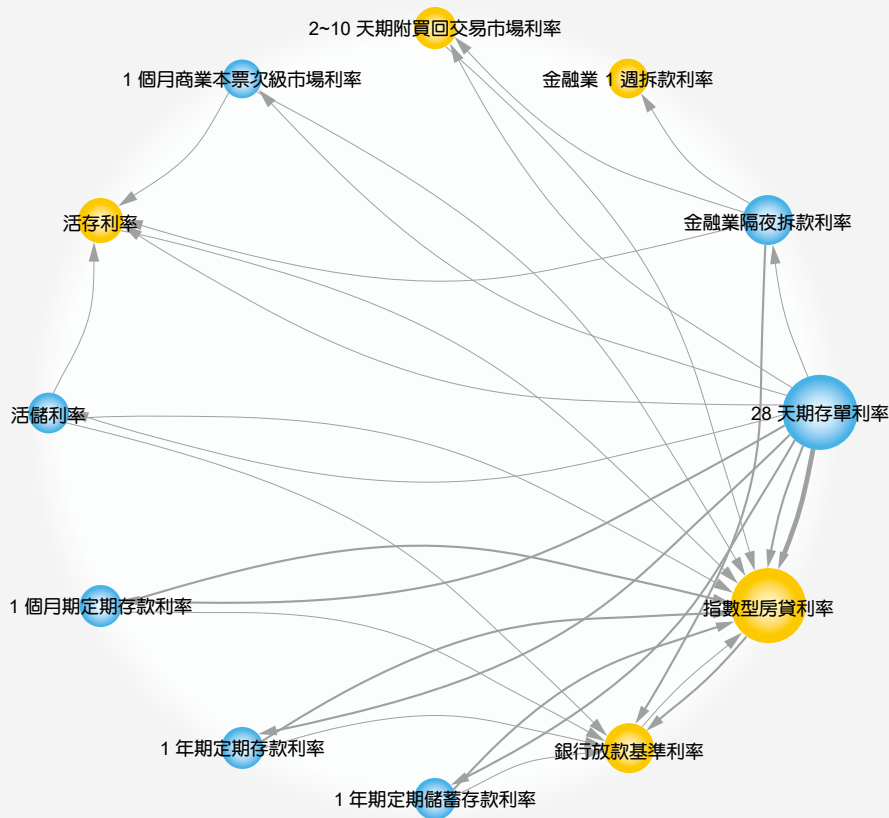 2~10 天期附買回交易市場利率
1 個月商業本票次級市場利率
金融業 1 週拆款利率
活存利率
金融業隔夜拆款利率
活儲利率
28 天期存單利率
1 個月期定期存款利率
指數型房貸利率
1 年期定期存款利率
銀行放款基準利率
1 年期定期儲蓄存款利率